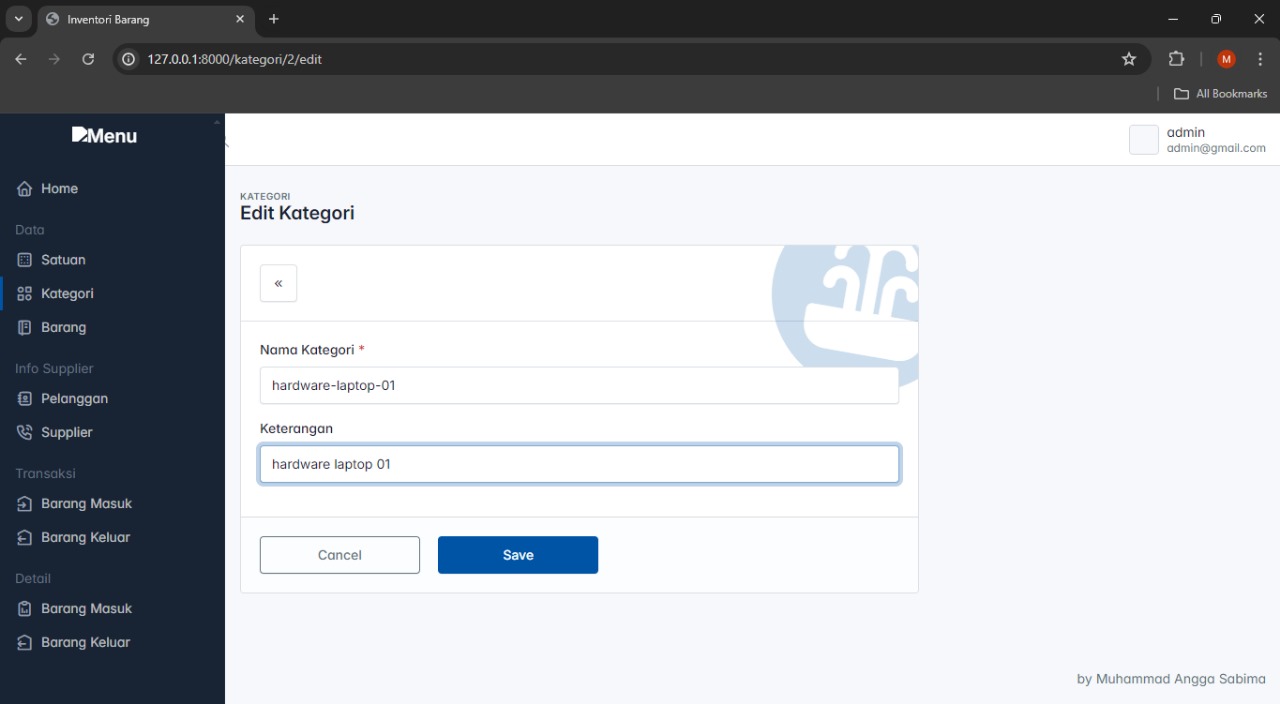 Inventori Barang
127.0.0.1:8000/kategori/2/edit
M
All Bookmarks
Menu
admin
admin@gmail.com
Home
Data
Satuan
Kategori
Barang
Info Supplier
Pelanggan
Supplier
Transaksi
Barang Masuk
Barang Keluar
Detail
Barang Masuk
Barang Keluar
KATEGORI
Edit Kategori
«
Nama Kategori *
hardware-laptop-01
Keterangan
hardware laptop 01
Cancel
Save
by Muhammad Angga Sabima